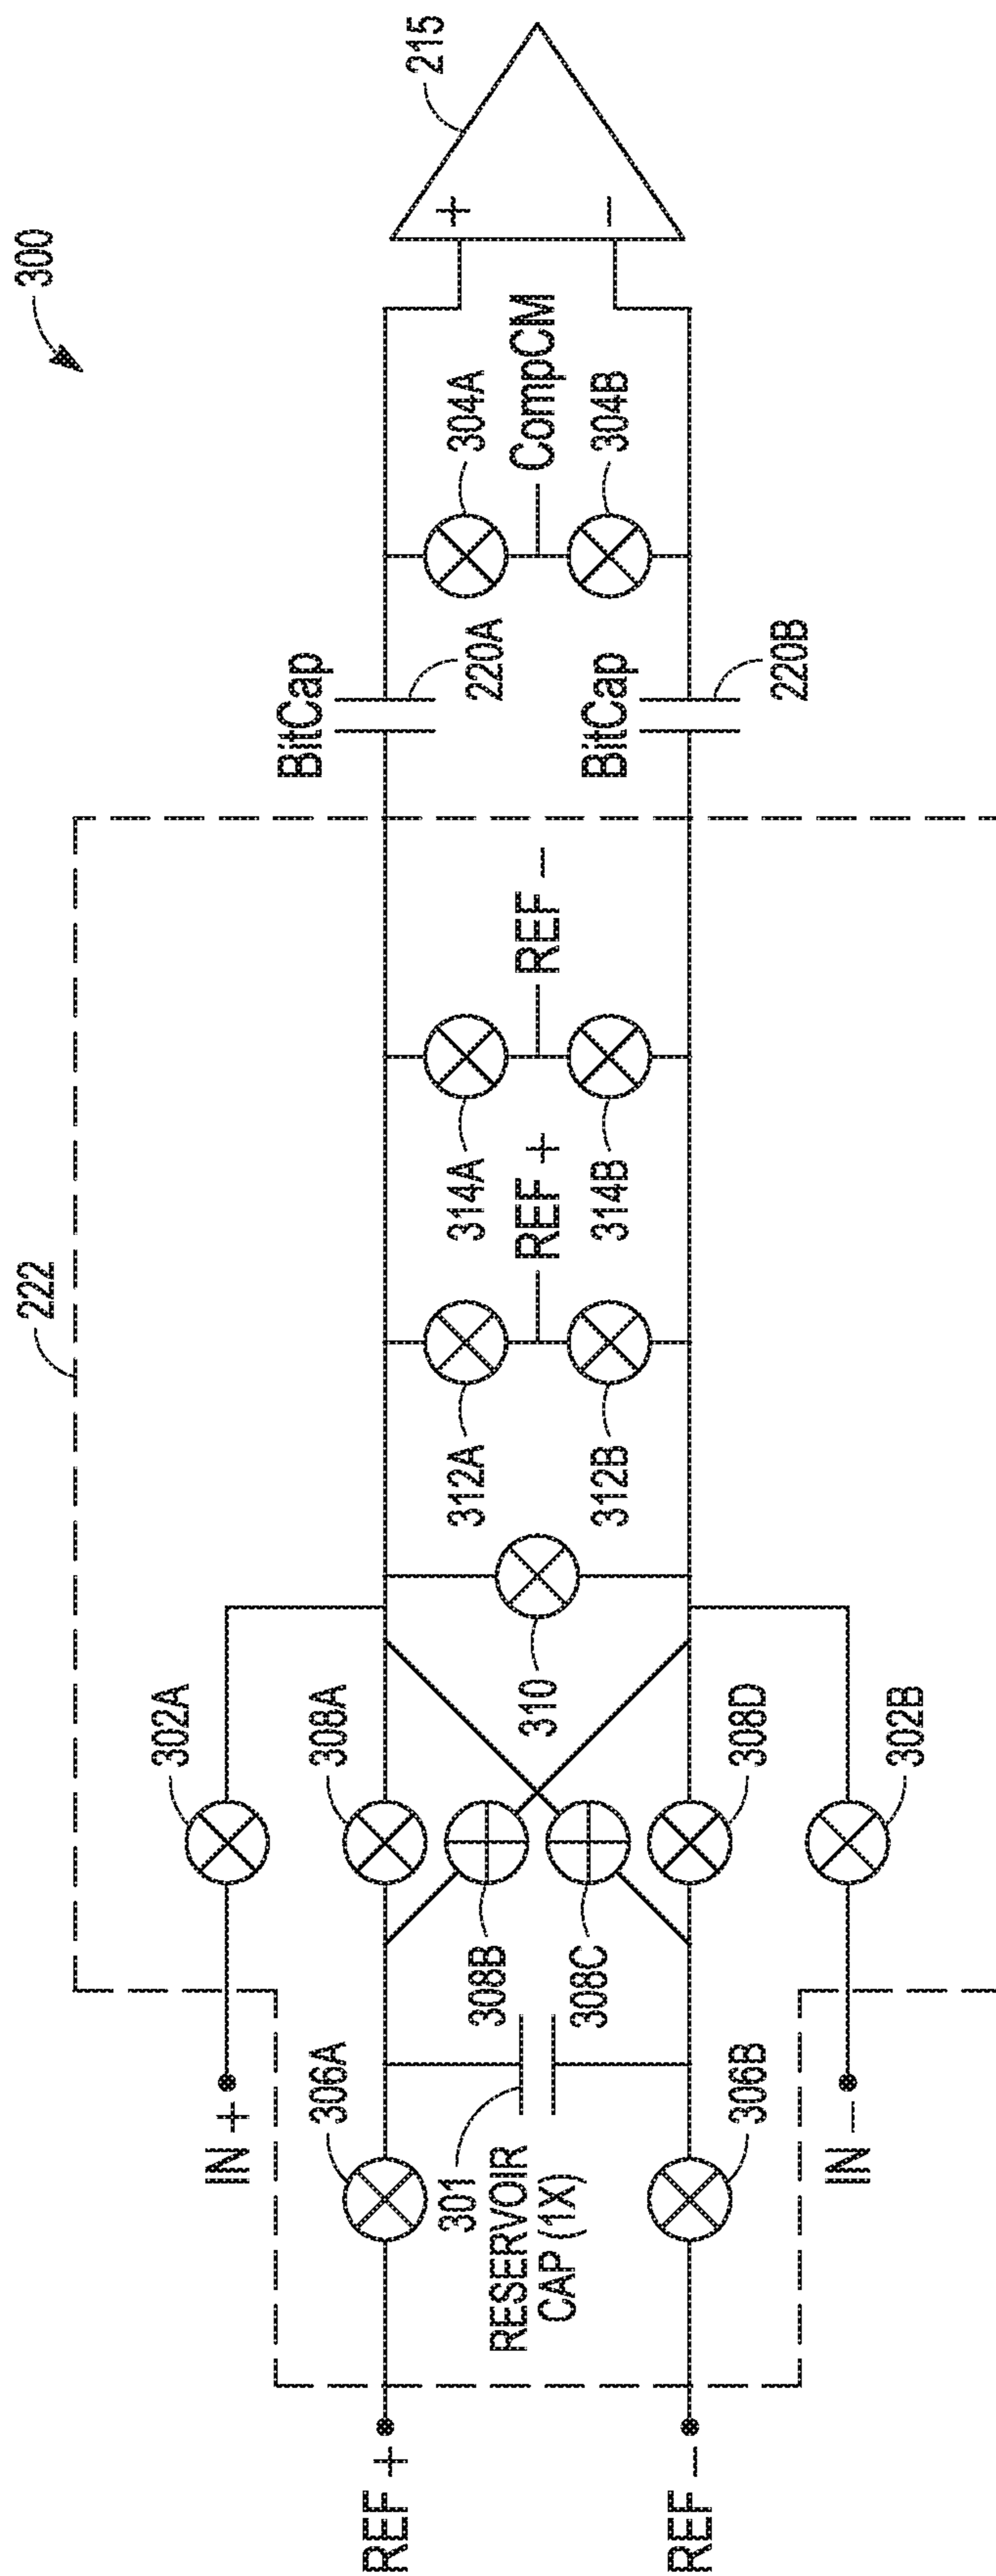 300
222
215
302A
IN +
306A
308A
BitCap
220A
REF +
301
RESERVOIR
CAP (1X)
308B
308C
310
312A
312B
REF +
314A
314B
REF −
304A
304B
CompCM
+
−
306B
308D
BitCap
220B
REF −
302B
IN −